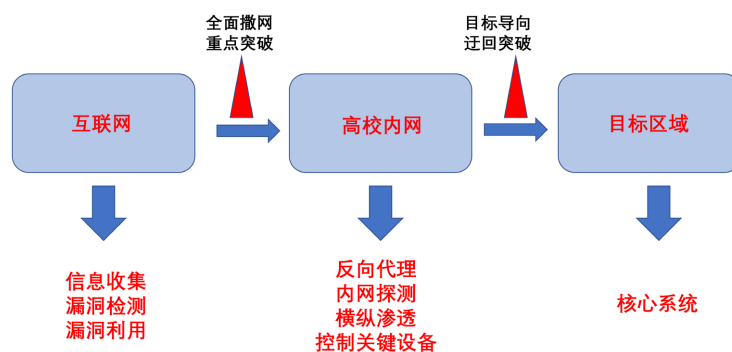 全面撒网
重点突破
目标导向
迂回突破
互联网
高校内网
目标区域
信息收集
漏洞检测
漏洞利用
反向代理
内网探测
横纵渗透
控制关键设备
核心系统